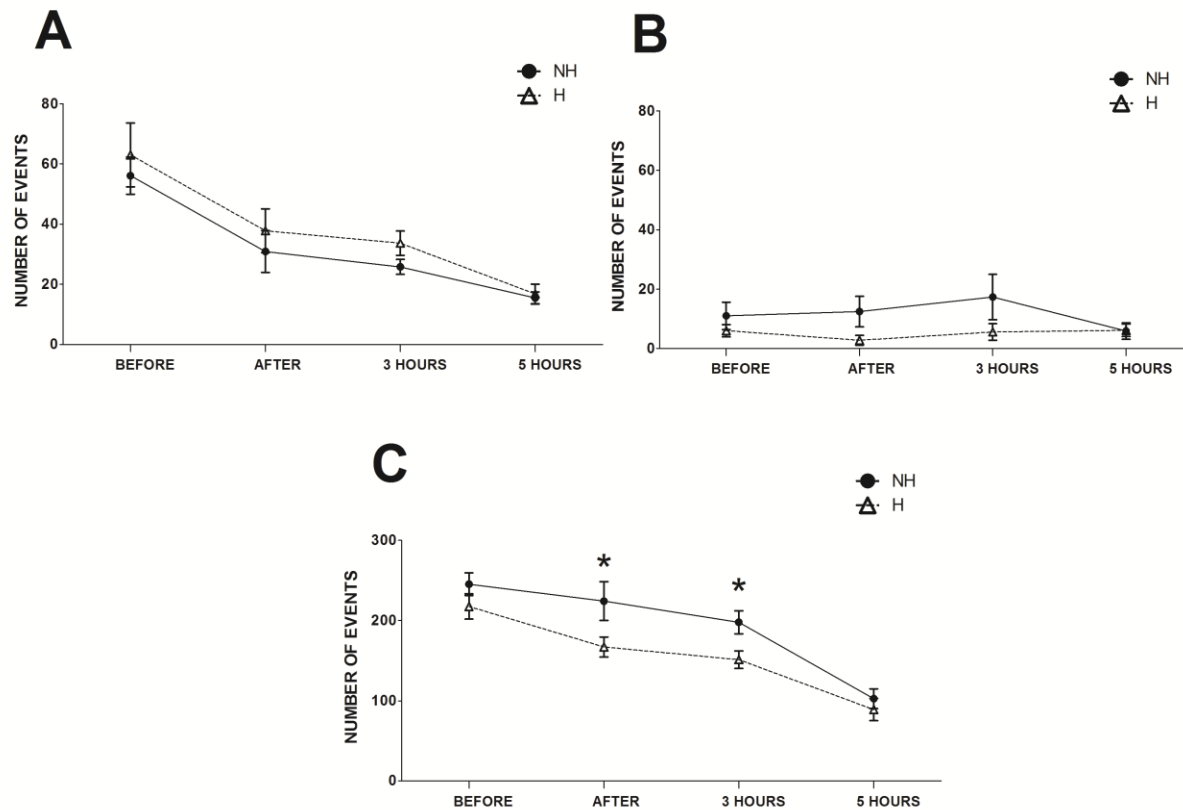 A
NH
H
NUMBER OF EVENTS
80
60
40
20
0
BEFORE AFTER 3 HOURS 5 HOURS
B
NH
H
NUMBER OF EVENTS
80
60
40
20
0
BEFORE AFTER 3 HOURS 5 HOURS
C
NH
H
NUMBER OF EVENTS
300
200
100
0
* *
BEFORE AFTER 3 HOURS 5 HOURS